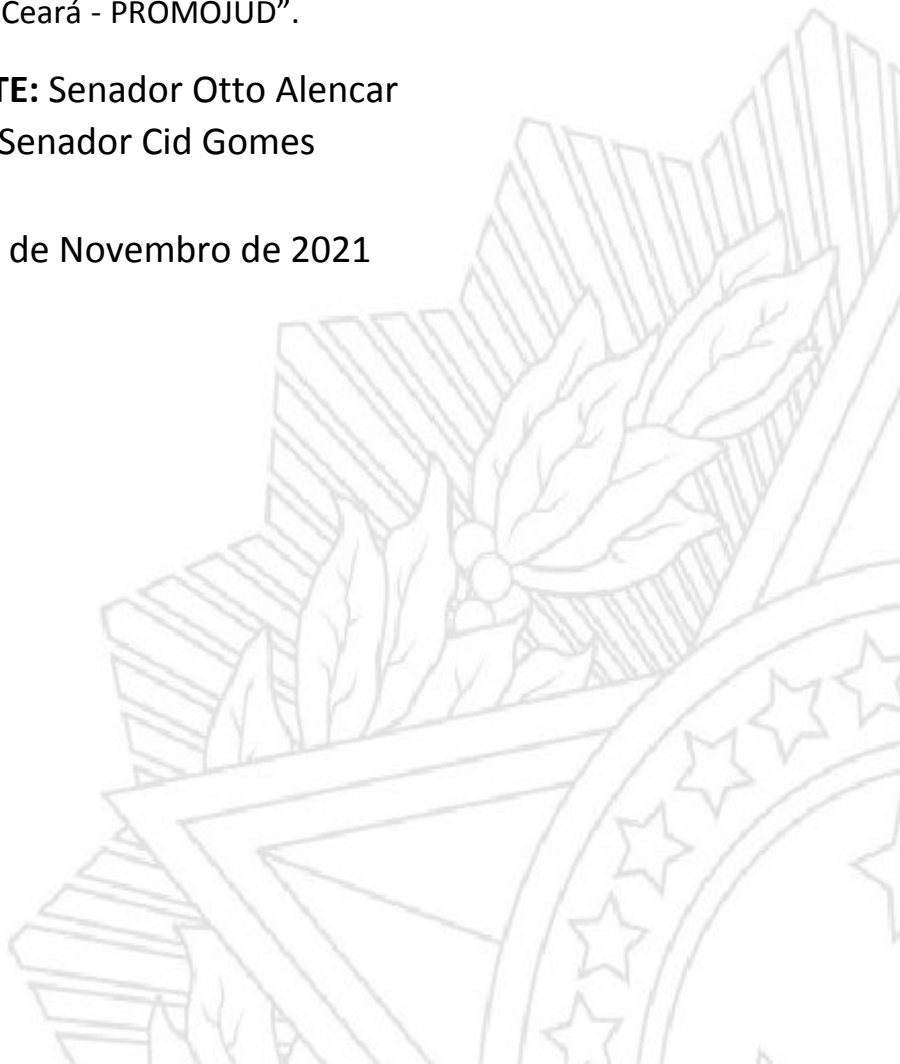 Ceará - PROMOJUD”.
TE: Senador Otto Alencar
Senador Cid Gomes
de Novembro de 2021